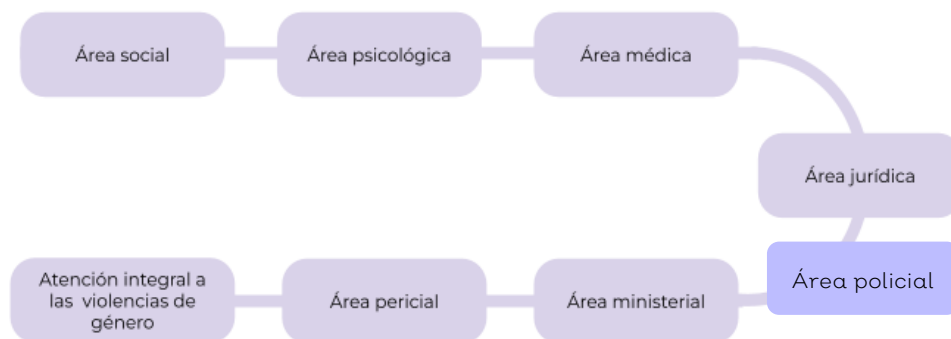 Área social
Área psicológica
Área médica
Área jurídica
Área policial
Área ministerial
Área pericial
Atención integral a
las violencias de
género